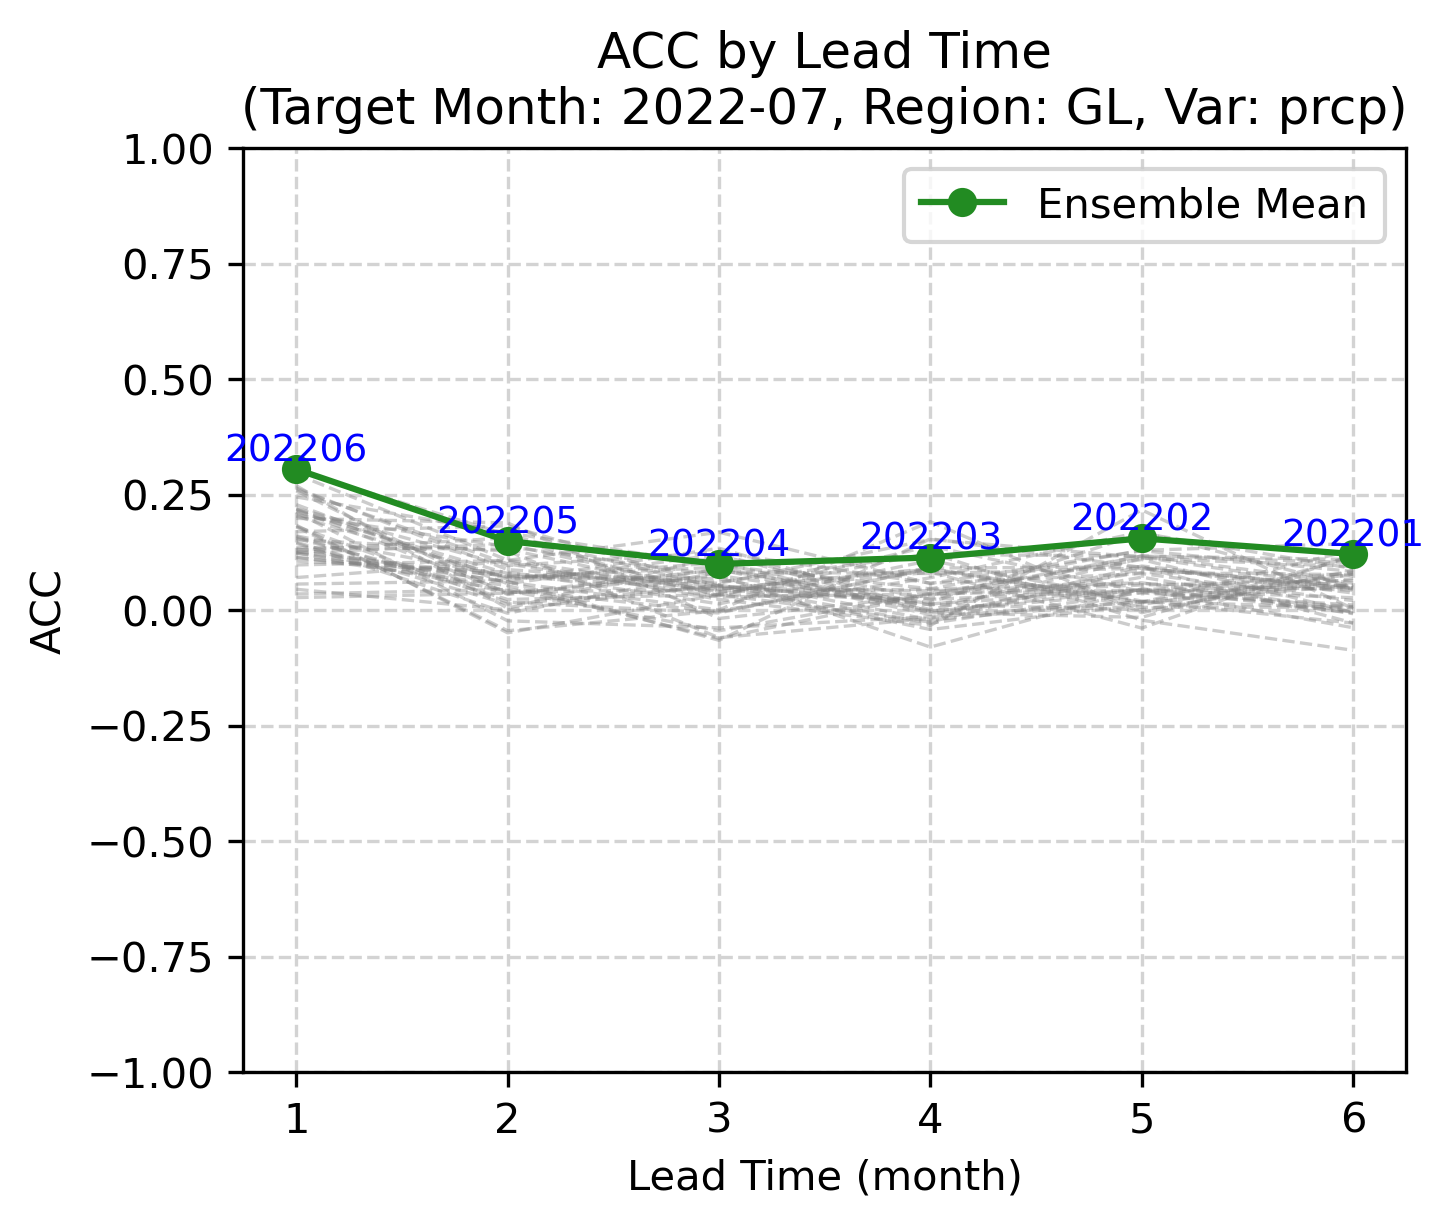 ACC by Lead Time
(Target Month: 2022-07, Region: GL, Var: prcp)
Ensemble Mean
1.00
0.75
0.50
0.25
0.00
−0.25
−0.50
−0.75
−1.00
ACC
202206
202205
202204
202203
202202
202201
1 2 3 4 5 6
Lead Time (month)